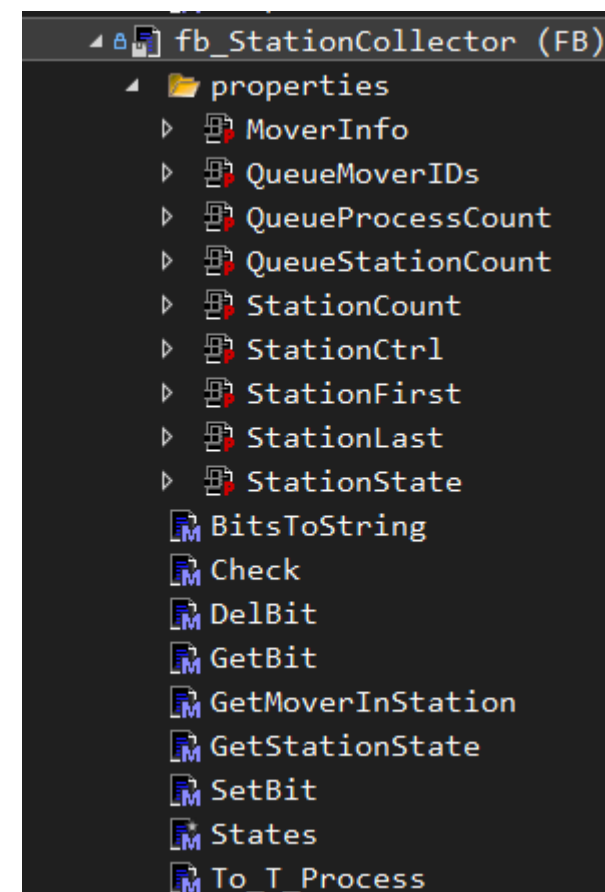 fb_StationCollector (FB)
properties
MoverInfo
QueueMoverIDs
QueueProcessCount
QueueStationCount
StationCount
StationCtrl
StationFirst
StationLast
StationState
BitsToString
Check
DelBit
GetBit
GetMoverInStation
GetStationState
SetBit
States
To_T_Process